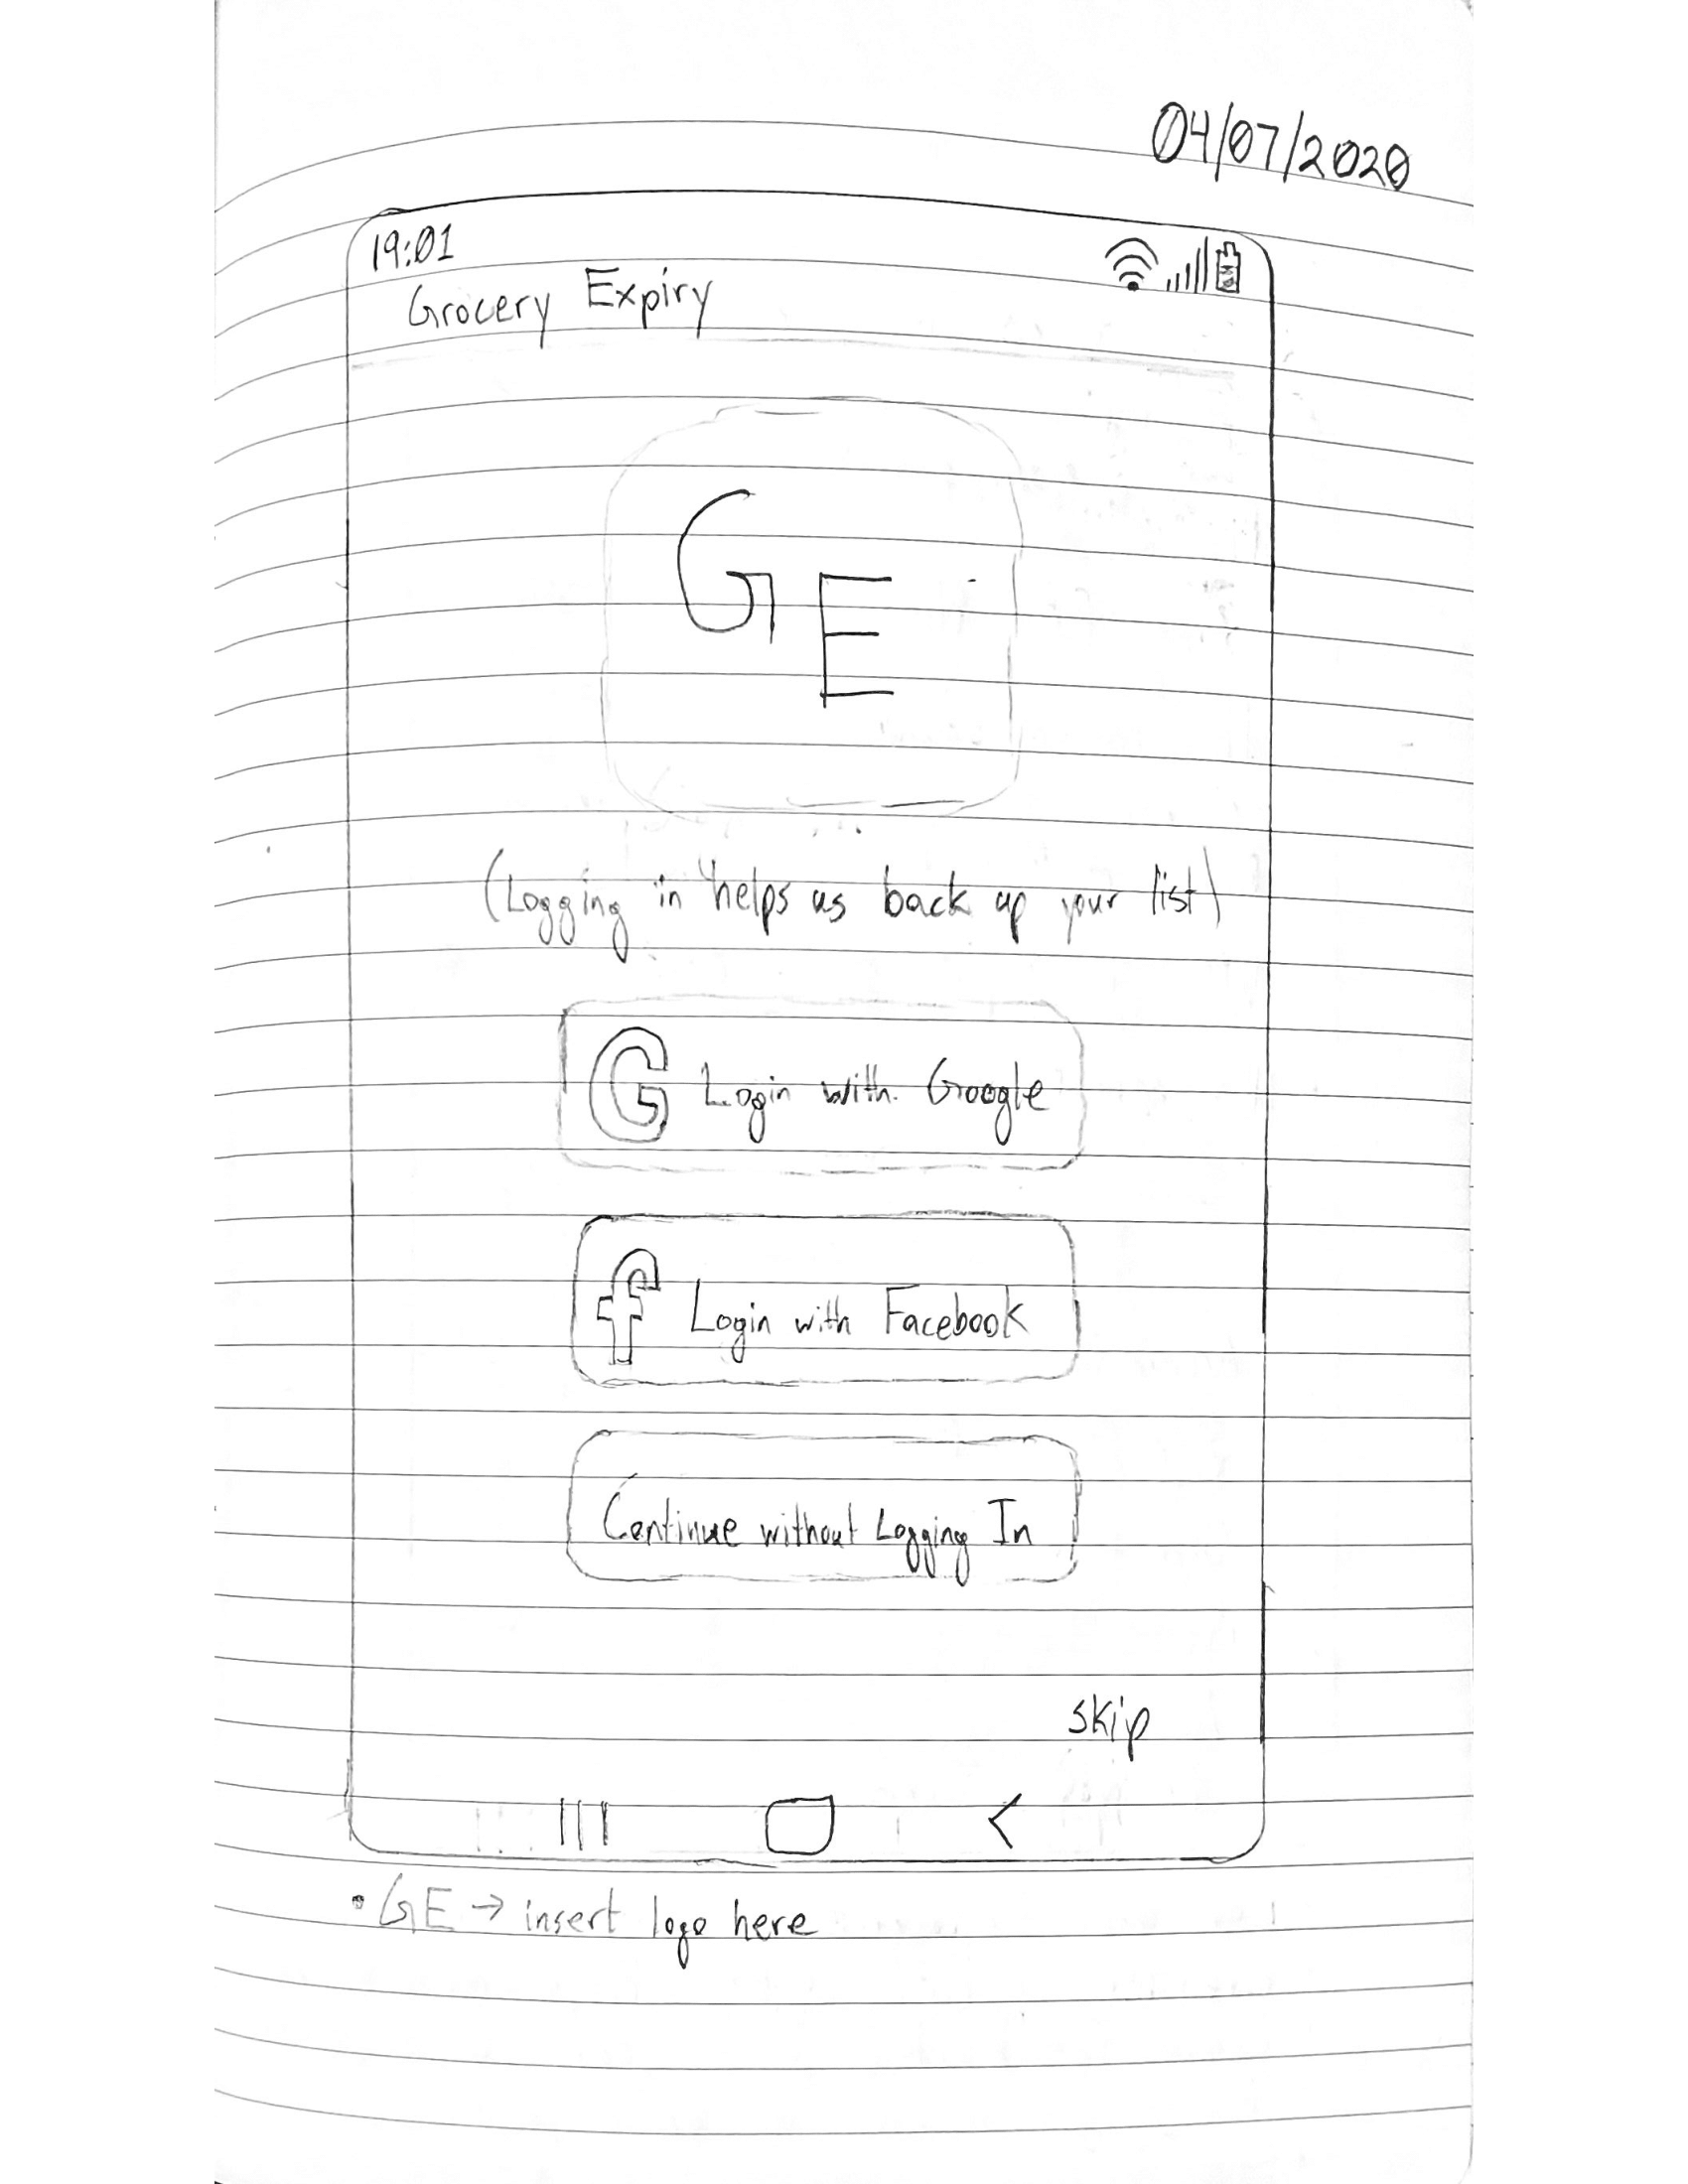 04/07/2020
19:01
Grocery Expiry
GE
(Logging in helps us back up your list)
G Login with Google
f Login with Facebook
Continue without Logging In
skip
• GE → insert logo here